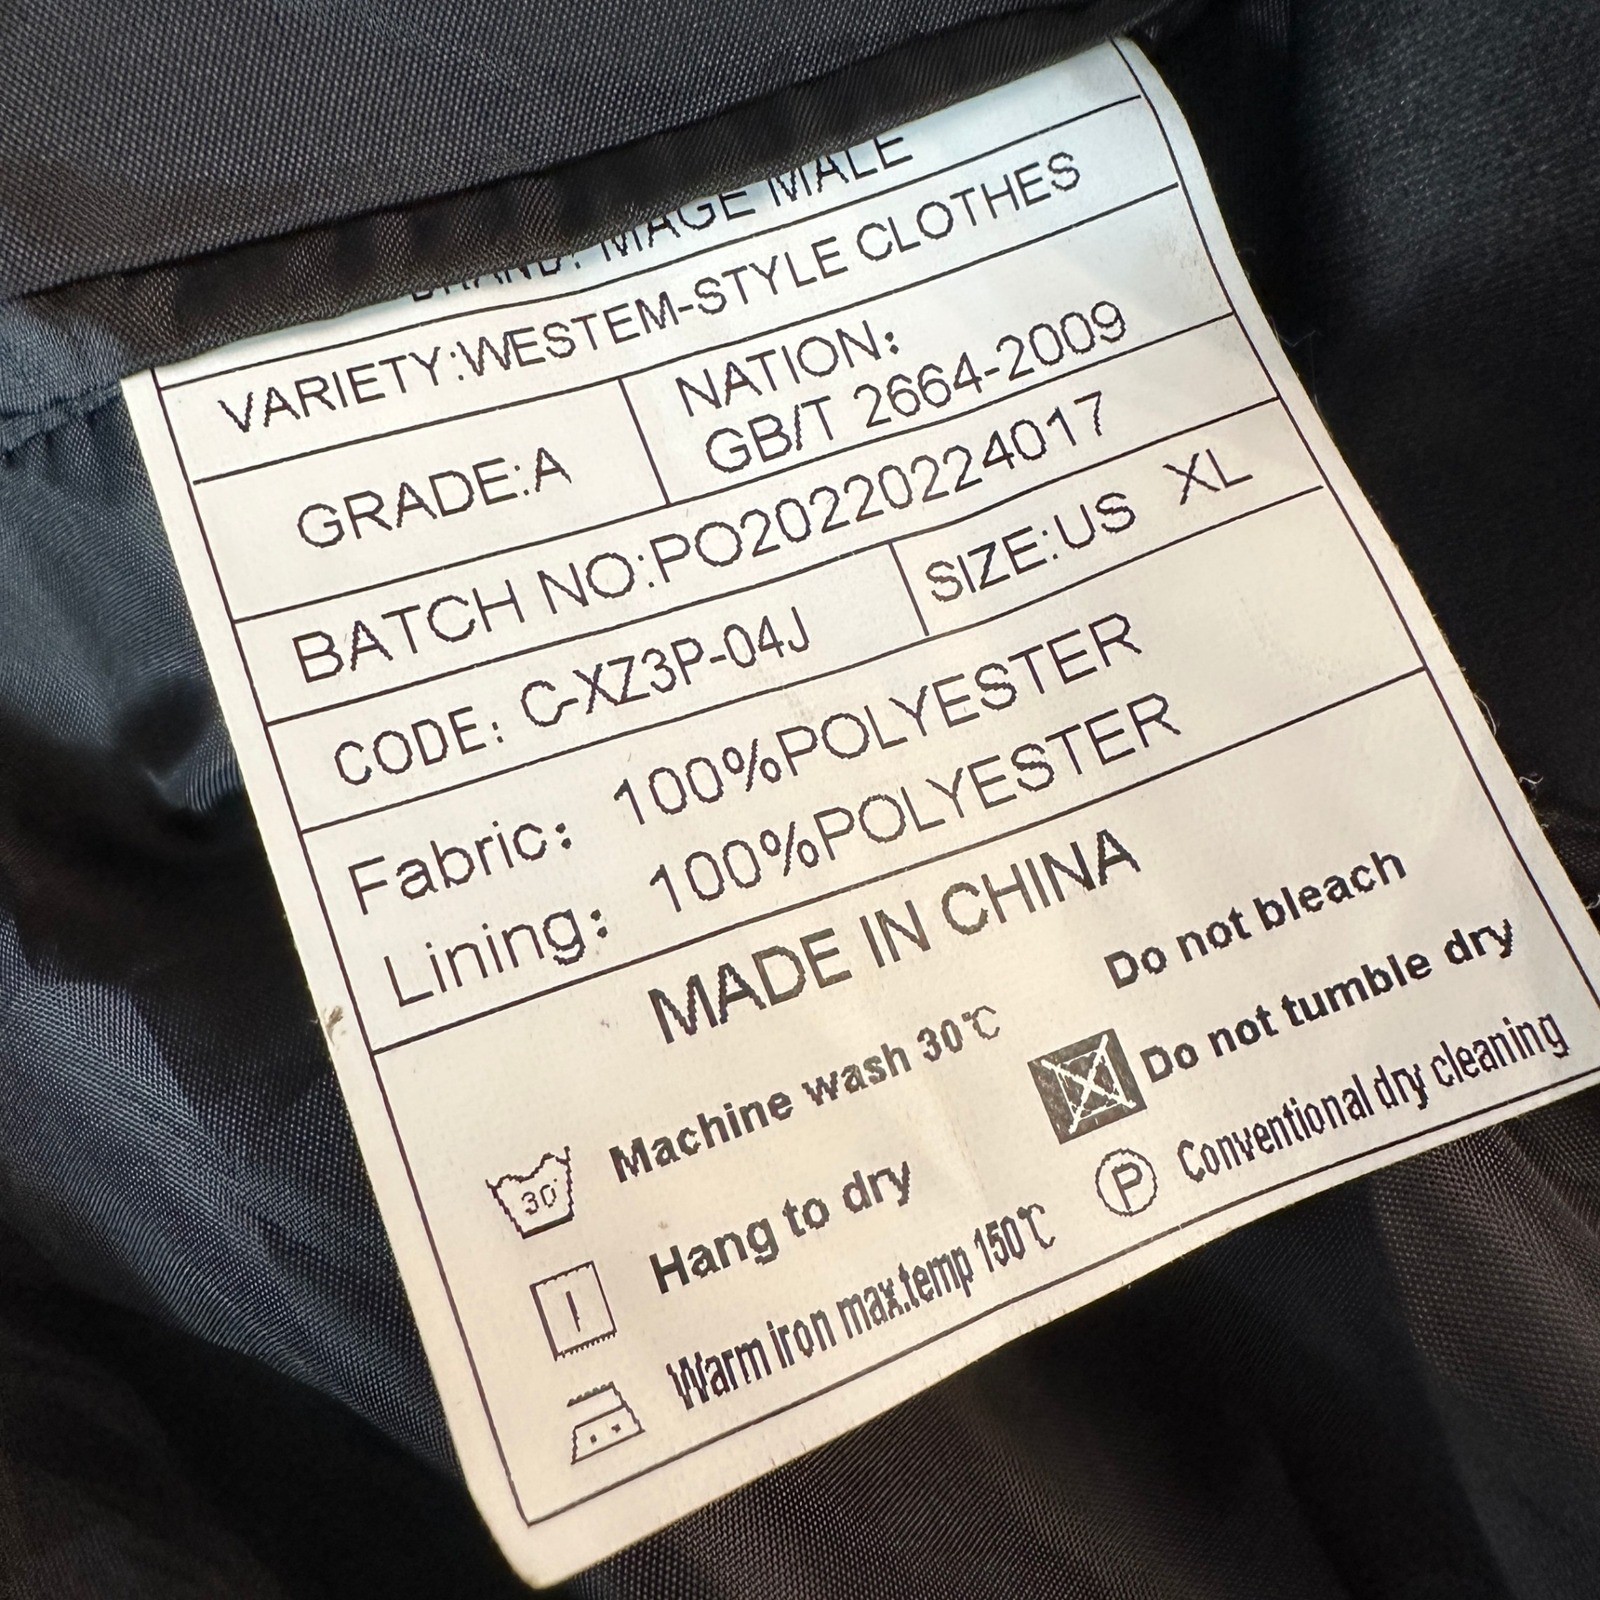 BRAND: MAGE MALE
VARIETY:WESTEM-STYLE CLOTHES
GRADE:A
NATION:
GB/T 2664-2009
BATCH NO:PO20220224017
CODE: C-XZ3P-04J
SIZE:US XL
Fabric: 100%POLYESTER
Lining: 100%POLYESTER
MADE IN CHINA
30° Machine wash 30℃
Do not bleach
Hang to dry
Do not tumble dry
Warm iron max.temp 150℃
P Conventional dry cleaning